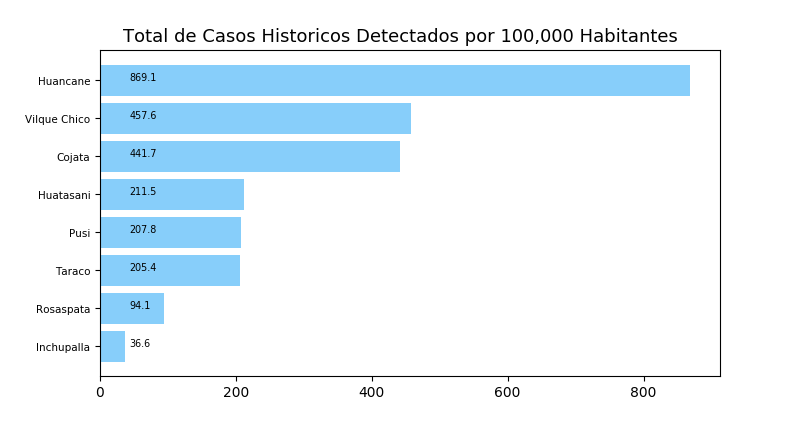 Total de Casos Historicos Detectados por 100,000 Habitantes
Huancane 869.1
Vilque Chico 457.6
Cojata 441.7
Huatasani 211.5
Pusi 207.8
Taraco 205.4
Rosaspata 94.1
Inchupalla 36.6
0 200 400 600 800